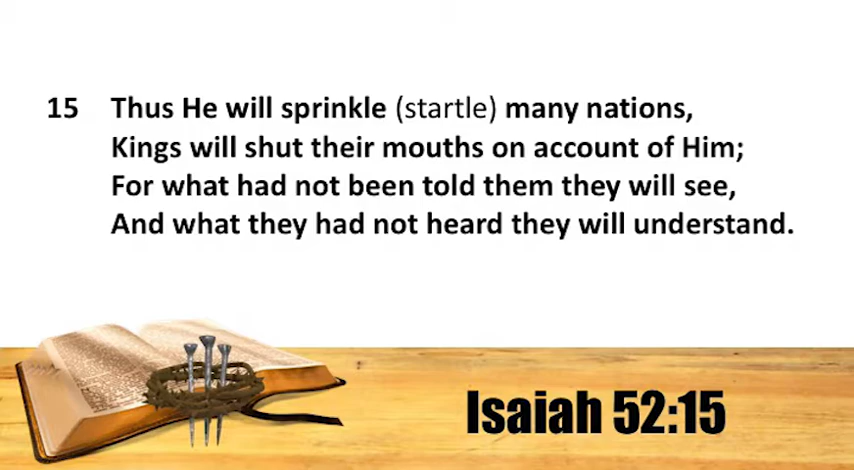 15 Thus He will sprinkle (startle) many nations,
Kings will shut their mouths on account of Him;
For what had not been told them they will see,
And what they had not heard they will understand.
Isaiah 52:15